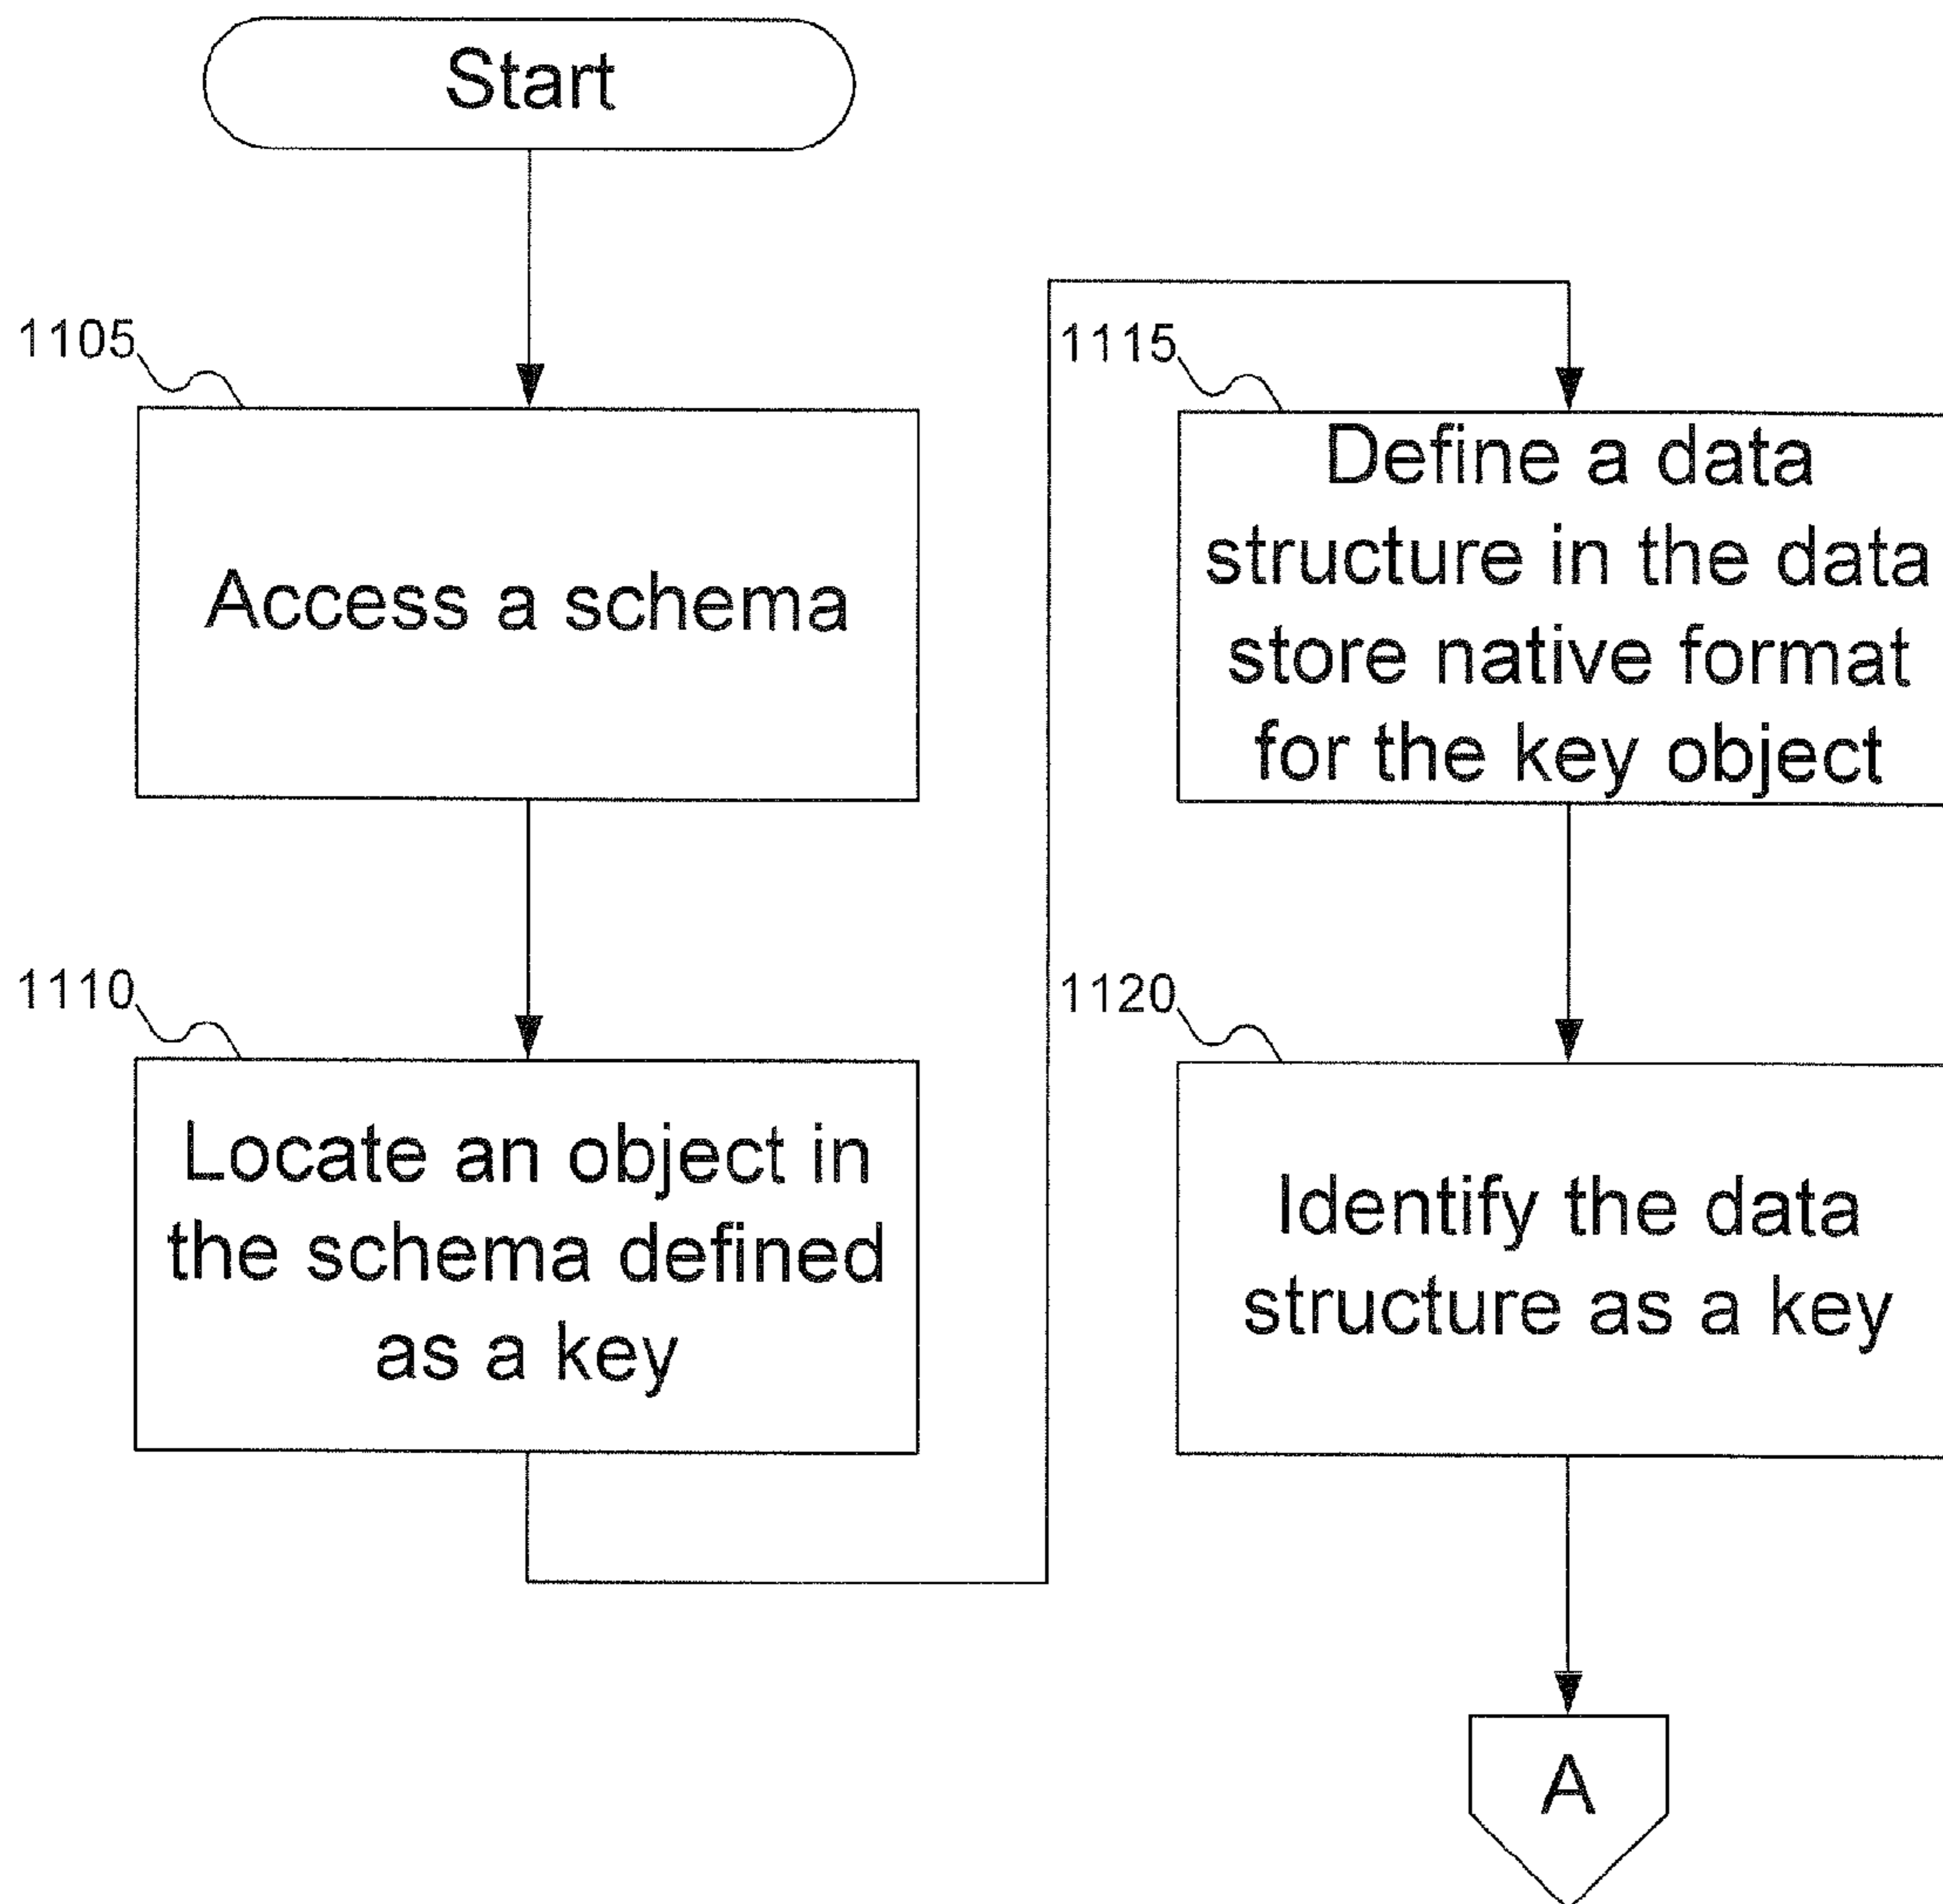 Start
1105
Access a schema
1110
Locate an object in
the schema defined
as a key
1115
Define a data
structure in the data
store native format
for the key object
1120
Identify the data
structure as a key
A